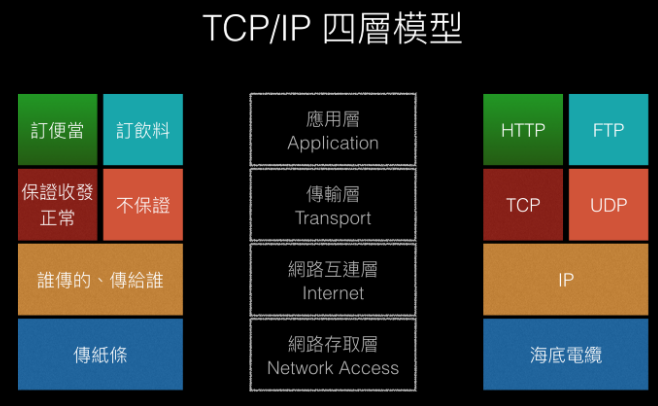 TCP/IP 四層模型
訂便當
訂飲料
應用層
Application
HTTP
FTP
保證收發
正常
不保證
傳輸層
Transport
TCP
UDP
誰傳的、傳給誰
網路互連層
Internet
IP
傳紙條
網路存取層
Network Access
海底電纜